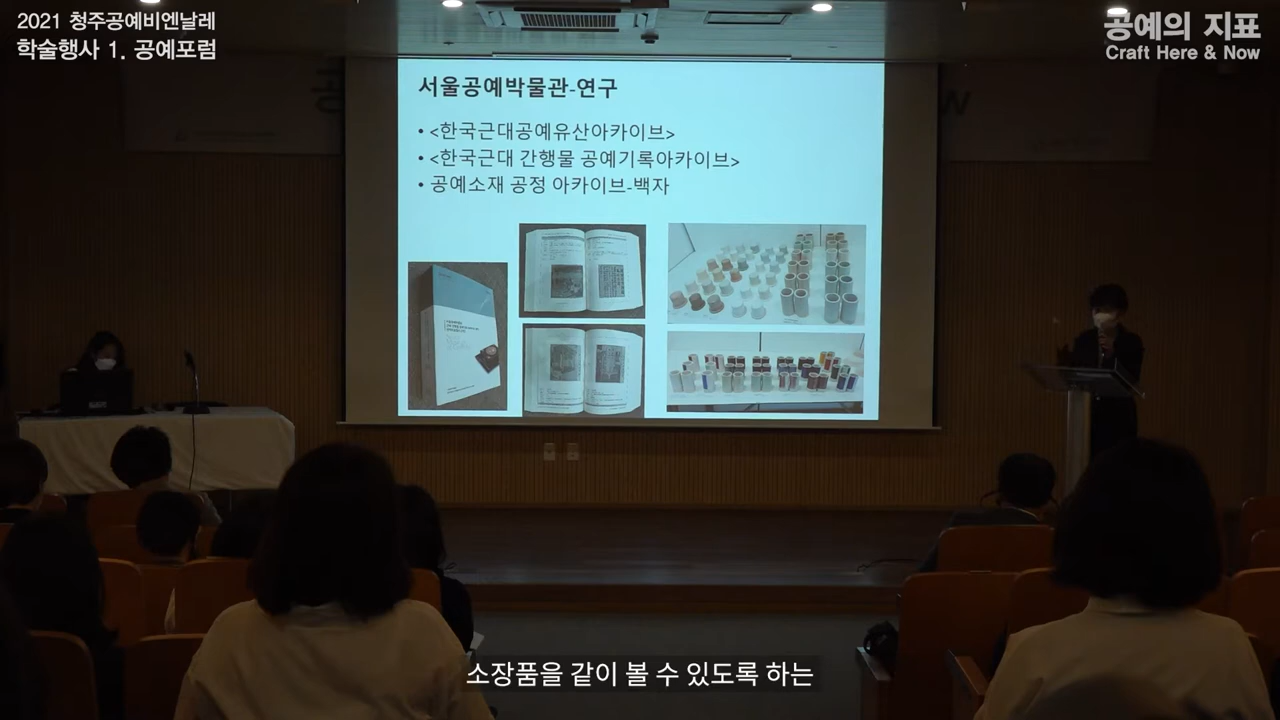 2021 청주공예비엔날레
학술행사 1. 공예포럼
공예의 지표
Craft Here & Now
서울공예박물관-연구
• <한국근대공예유산아카이브>
• <한국근대 간행물 공예기록아카이브>
• 공예소재 공정 아카이브-백자
소장품을 같이 볼 수 있도록 하는